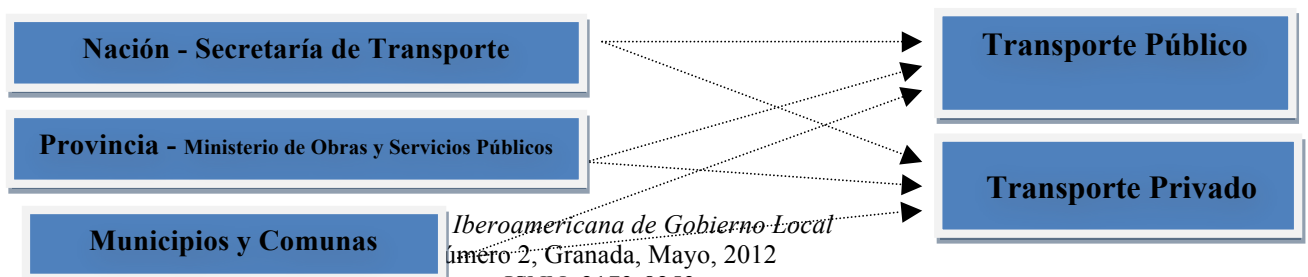 Nación - Secretaría de Transporte
Transporte Público
Provincia - Ministerio de Obras y Servicios Públicos
Transporte Privado
Municipios y Comunas
Iberoamericana de Gobierno Local
2, Granada, Mayo, 2012